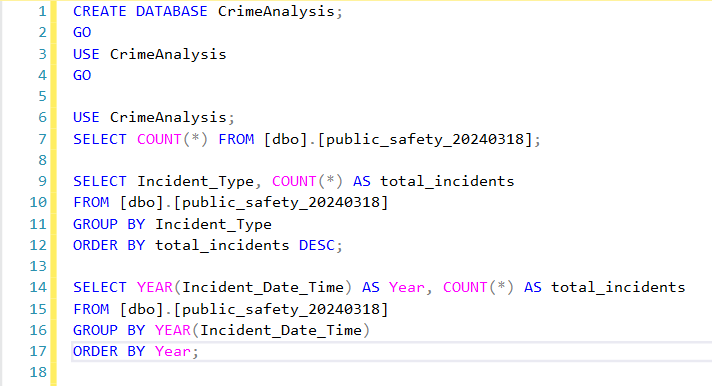 1 CREATE DATABASE CrimeAnalysis;
2 GO
3 USE CrimeAnalysis
4 GO
5
6 USE CrimeAnalysis;
7 SELECT COUNT(*) FROM [dbo].[public_safety_20240318];
8
9 SELECT Incident_Type, COUNT(*) AS total_incidents
10 FROM [dbo].[public_safety_20240318]
11 GROUP BY Incident_Type
12 ORDER BY total_incidents DESC;
13
14 SELECT YEAR(Incident_Date_Time) AS Year, COUNT(*) AS total_incidents
15 FROM [dbo].[public_safety_20240318]
16 GROUP BY YEAR(Incident_Date_Time)
17 ORDER BY Year;
18